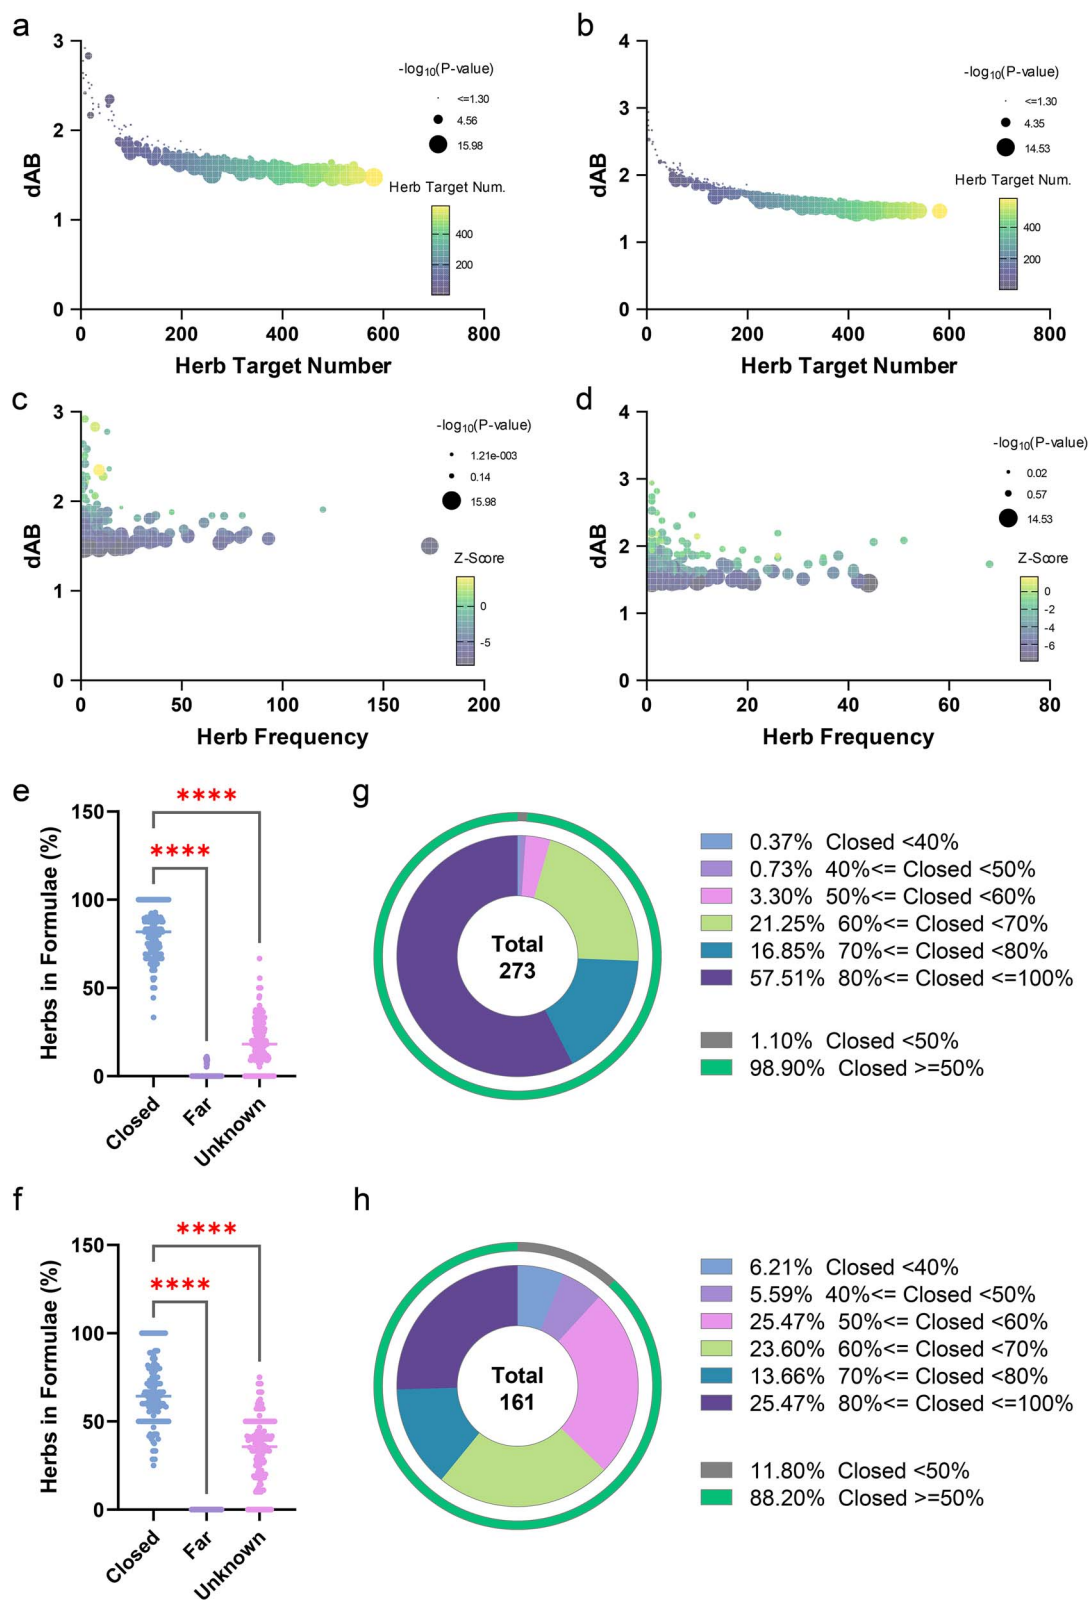 a
3
2
1
0
dAB
0 200 400 600 800
Herb Target Number
-log10(P-value)
<=1.30
4.56
15.98
Herb Target Num.
400
200
b
4
3
2
1
0
dAB
0 200 400 600 800
Herb Target Number
-log10(P-value)
<=1.30
4.35
14.53
Herb Target Num.
400
200
c
3
2
1
0
dAB
0 50 100 150 200
Herb Frequency
-log10(P-value)
1.21e-003
0.14
15.98
Z-Score
0
-5
d
4
3
2
1
0
dAB
0 20 40 60 80
Herb Frequency
-log10(P-value)
0.02
0.57
14.53
Z-Score
0
-2
-4
-6
e
150
100
50
0
Herbs in Formulae (%)
****
****
Closed
Far
Unknown
g
Total
273
0.37% Closed <40%
0.73% 40%<= Closed <50%
3.30% 50%<= Closed <60%
21.25% 60%<= Closed <70%
16.85% 70%<= Closed <80%
57.51% 80%<= Closed <=100%
1.10% Closed <50%
98.90% Closed >=50%
f
150
100
50
0
Herbs in Formulae (%)
****
****
Closed
Far
Unknown
h
Total
161
6.21% Closed <40%
5.59% 40%<= Closed <50%
25.47% 50%<= Closed <60%
23.60% 60%<= Closed <70%
13.66% 70%<= Closed <80%
25.47% 80%<= Closed <=100%
11.80% Closed <50%
88.20% Closed >=50%